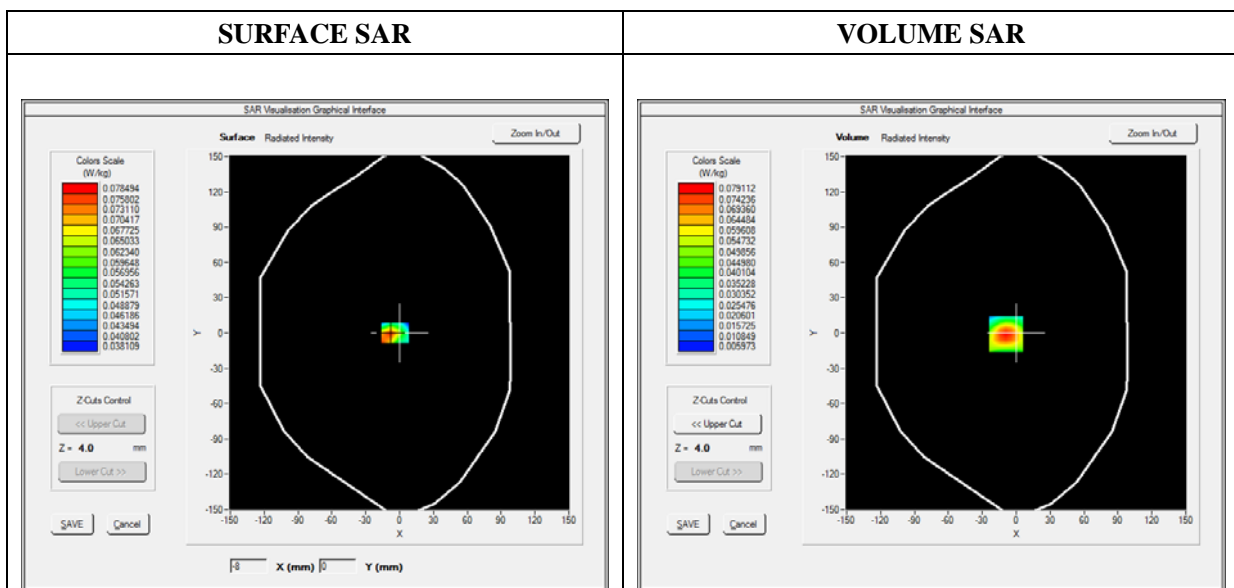 SURFACE SAR
VOLUME SAR
SAR Visualisation Graphical Interface
Surface Radiated Intensity
Zoom In/Out
Colors Scale
(W/kg)
0.078494
0.075802
0.073110
0.070417
0.067725
0.065033
0.062340
0.059648
0.056956
0.054263
0.051571
0.048879
0.046186
0.043494
0.040802
0.038109
Z-Cuts Control
<< Upper Cut
Z = 4.0 mm
Lower Cut >>
SAVE Cancel
150
120
90
60
30
0
-30
-60
-90
-120
-150
Y
-150 -120 -90 -60 -30 0 30 60 90 120 150
X
-8 X (mm) 0 Y (mm)
SAR Visualisation Graphical Interface
Volume Radiated Intensity
Zoom In/Out
Colors Scale
(W/kg)
0.079112
0.074236
0.069360
0.064484
0.059608
0.054732
0.049856
0.044980
0.040104
0.035228
0.030352
0.025476
0.020601
0.015725
0.010849
0.005973
Z-Cuts Control
<< Upper Cut
Z = 4.0 mm
Lower Cut >>
SAVE Cancel
150
120
90
60
30
0
-30
-60
-90
-120
-150
Y
-150 -120 -90 -60 -30 0 30 60 90 120 150
X